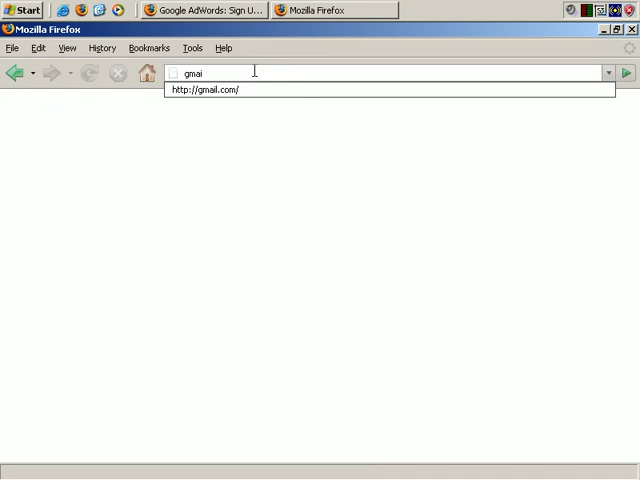 Start
Google AdWords: Sign U...
Mozilla Firefox
Mozilla Firefox
File Edit View History Bookmarks Tools Help
gmai
http://gmail.com/